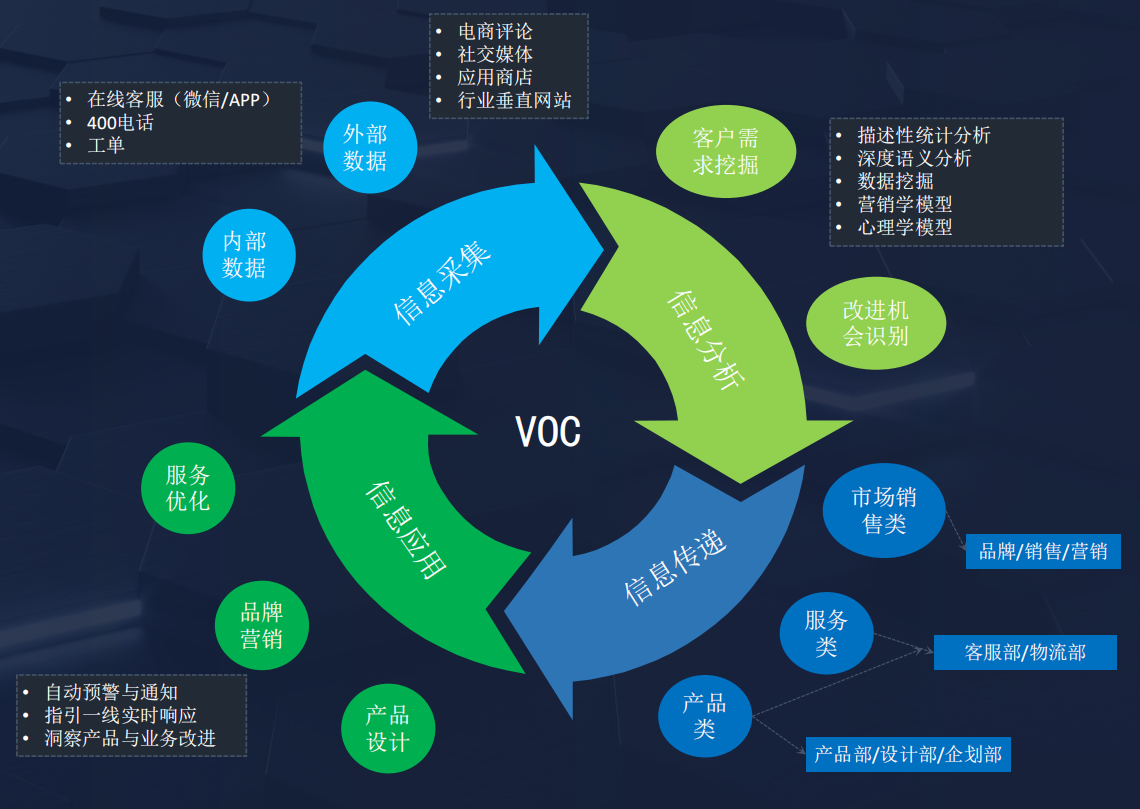 电商评论
社交媒体
应用商店
行业垂直网站
在线客服（微信/APP）
400电话
工单
外部
数据
内部
数据
信息采集
客户需
求挖掘
描述性统计分析
深度语义分析
数据挖掘
营销学模型
心理学模型
改进机
会识别
信息分析
VOC
市场销
售类
品牌/销售/营销
服务
类
客服部/物流部
产品
类
产品部/设计部/企划部
信息传递
信息应用
服务
优化
品牌
营销
产品
设计
自动预警与通知
指引一线实时响应
洞察产品与业务改进